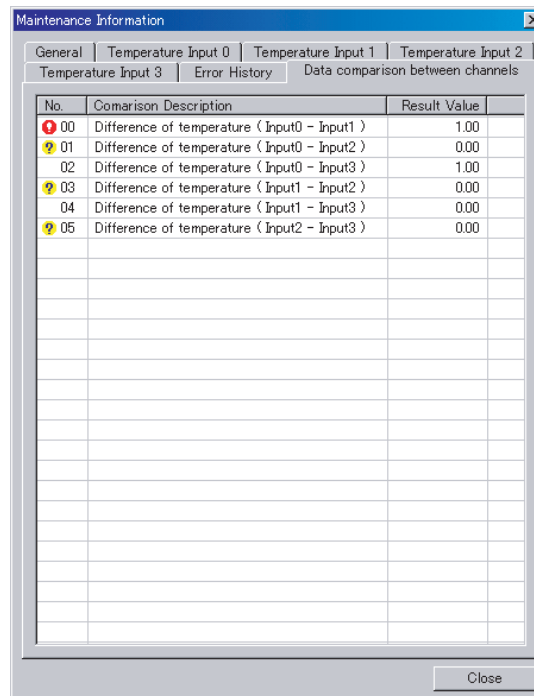 Maintenance Information
General Temperature Input 0 Temperature Input 1 Temperature Input 2
Temperature Input 3 Error History Data comparison between channels
No. Comarison Description Result Value
00 Difference of temperature ( Input0 - Input1 ) 1.00
01 Difference of temperature ( Input0 - Input2 ) 0.00
02 Difference of temperature ( Input0 - Input3 ) 1.00
03 Difference of temperature ( Input1 - Input2 ) 0.00
04 Difference of temperature ( Input1 - Input3 ) 0.00
05 Difference of temperature ( Input2 - Input3 ) 0.00
Close